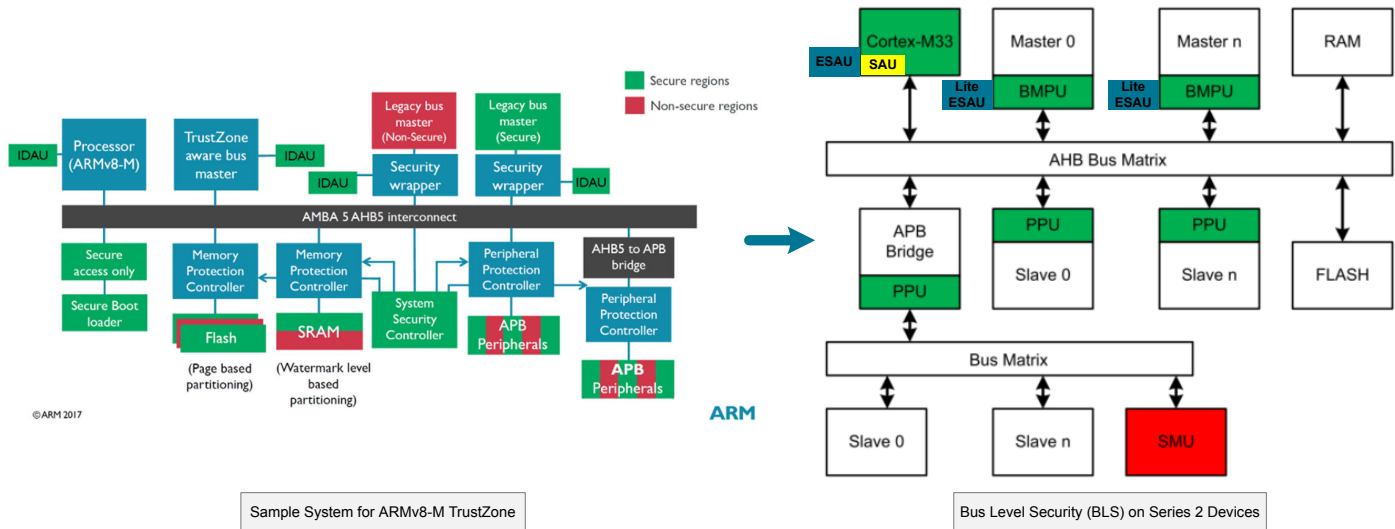 Secure regions
Non-secure regions
Legacy bus
master
(Non-Secure)
Legacy bus
master
(Secure)
IDAU
Processor
(ARMv8-M)
TrustZone
aware bus
master
IDAU
IDAU
Security
wrapper
Security
wrapper
IDAU
AMBA 5 AHB5 interconnect
Secure
access only
Secure Boot
loader
Memory
Protection
Controller
Flash
(Page based
partitioning)
Memory
Protection
Controller
SRAM
(Watermark level
based
partitioning)
System
Security
Controller
Peripheral
Protection
Controller
APB
Peripherals
AHB5 to APB
bridge
Peripheral
Protection
Controller
APB
Peripherals
©ARM 2017
ARM
Sample System for ARMv8-M TrustZone
Cortex-M33
ESAU
SAU
Master 0
Lite
ESAU
BMPU
Master n
Lite
ESAU
BMPU
RAM
AHB Bus Matrix
APB
Bridge
PPU
PPU
Slave 0
PPU
Slave n
FLASH
Bus Matrix
Slave 0
Slave n
SMU
Bus Level Security (BLS) on Series 2 Devices